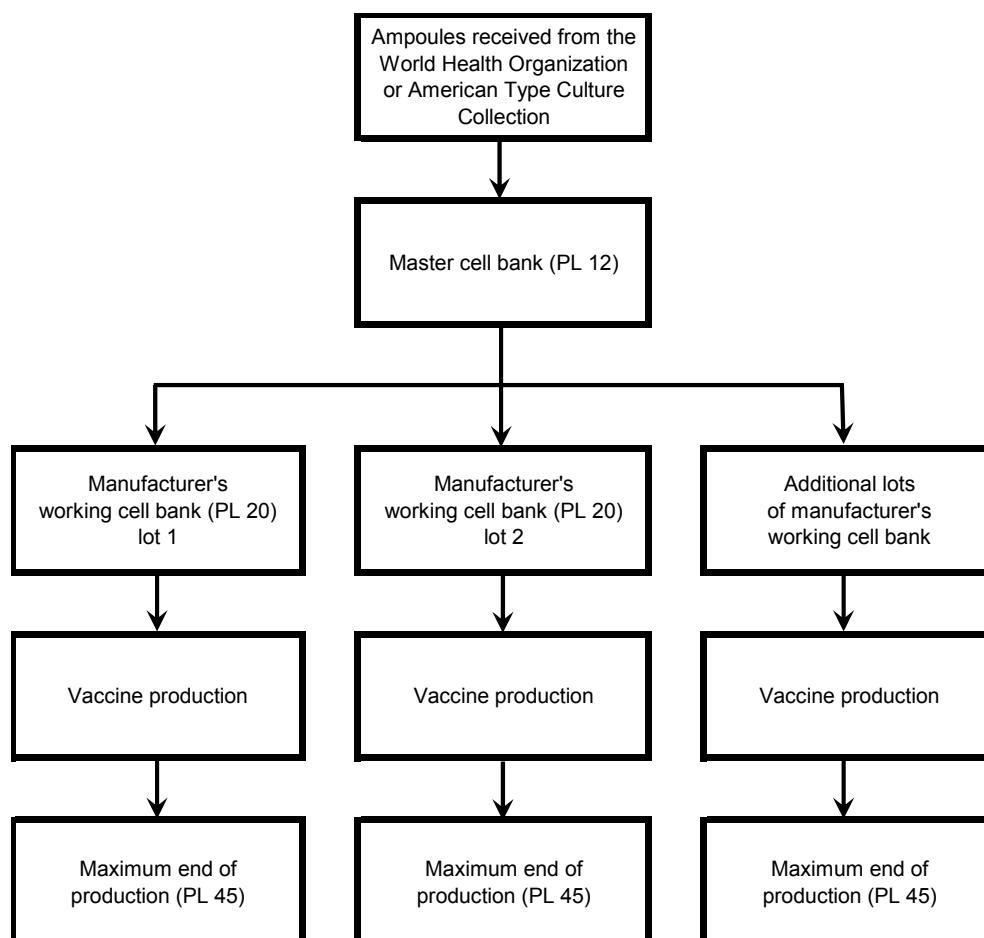 Ampoules received from the
World Health Organization
or American Type Culture
Collection
Master cell bank (PL 12)
Manufacturer's
working cell bank (PL 20)
lot 1
Manufacturer's
working cell bank (PL 20)
lot 2
Additional lots
of manufacturer's
working cell bank
Vaccine production
Vaccine production
Vaccine production
Maximum end of
production (PL 45)
Maximum end of
production (PL 45)
Maximum end of
production (PL 45)